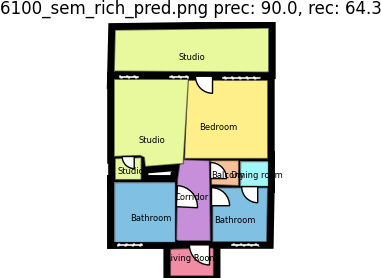 6100_sem_rich_pred.png prec: 90.0, rec: 64.3
Studio
Bedroom
Studio
Studio
Balcony
Dining room
Corridor
Bathroom
Bathroom
Living Room